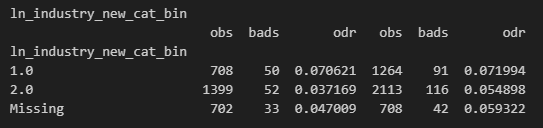 ln_industry_new_cat_bin
obs bads odr obs bads odr
ln_industry_new_cat_bin
1.0 708 50 0.070621 1264 91 0.071994
2.0 1399 52 0.037169 2113 116 0.054898
Missing 702 33 0.047009 708 42 0.059322